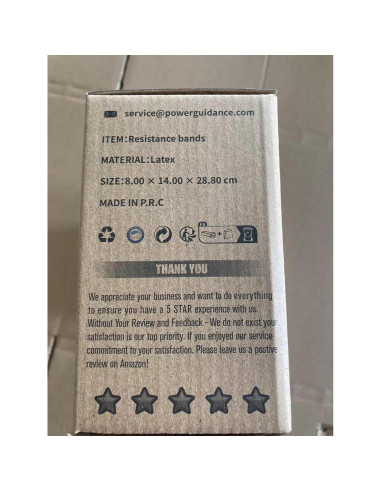 service@powerguidance.com
ITEM:Resistance bands
MATERIAL:Latex
SIZE:8.00 × 14.00 × 28.80 cm
MADE IN P.R.C
THANK YOU
We appreciate your business and want to do everything
to ensure you have a 5 STAR experience with us.
Without Your Review and Feedback - We do not exist your
satisfaction is our top priority. If you enjoyed our service
commitment to your satisfaction. Please leave us a postive
review on Amazon!